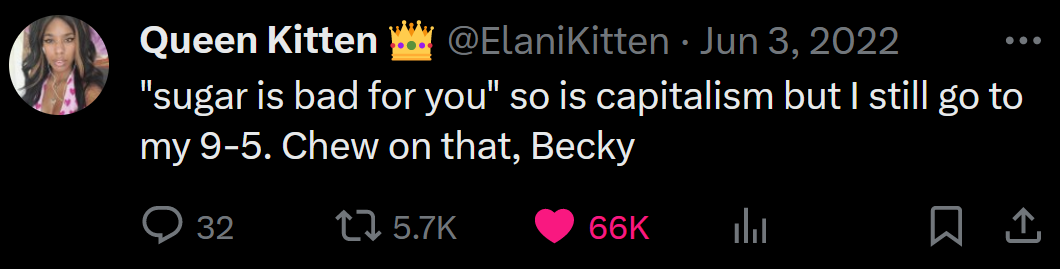 Queen Kitten 👑 @ElaniKitten · Jun 3, 2022
"sugar is bad for you" so is capitalism but I still go to
my 9-5. Chew on that, Becky
32 5.7K 66K